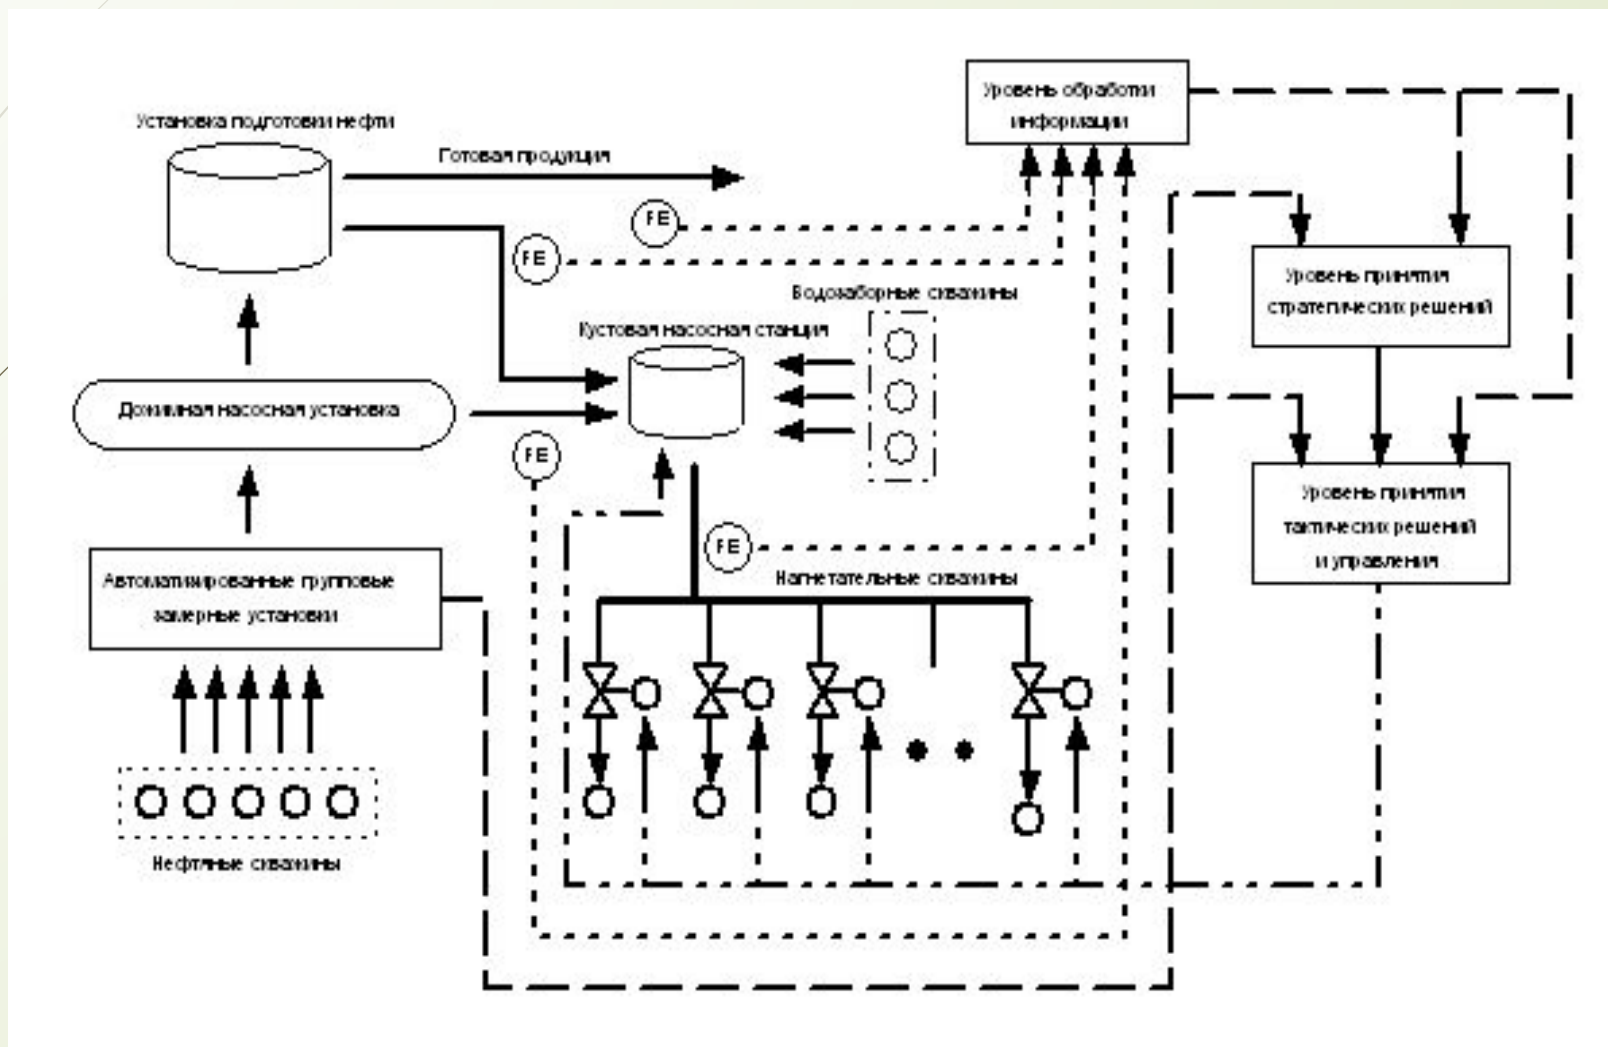 Установка подготовки нефти
Готовая продукция
Уровень обработки
информации
FE
FE
Водозаборные скважины
Кустовая насосная станция
Уровень принятия
стратегических решений
Дожимная насосная установка
FE
Уровень принятия
тактических решений
и управления
FE
Нагнетательные скважины
Автоматизированные групповые
замерные установки
Нефтяные скважины